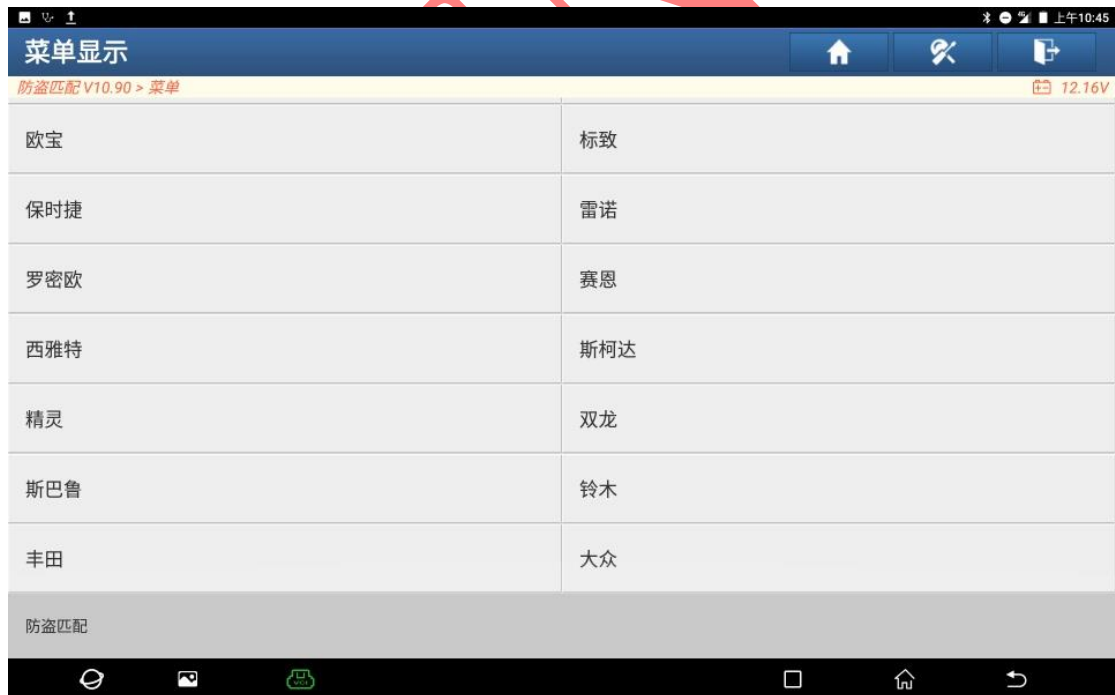 上午10:45
菜单显示
防盗匹配 V10.90 > 菜单 12.16V
欧宝 标致
保时捷 雷诺
罗密欧 赛恩
西雅特 斯柯达
精灵 双龙
斯巴鲁 铃木
丰田 大众
防盗匹配
VCI